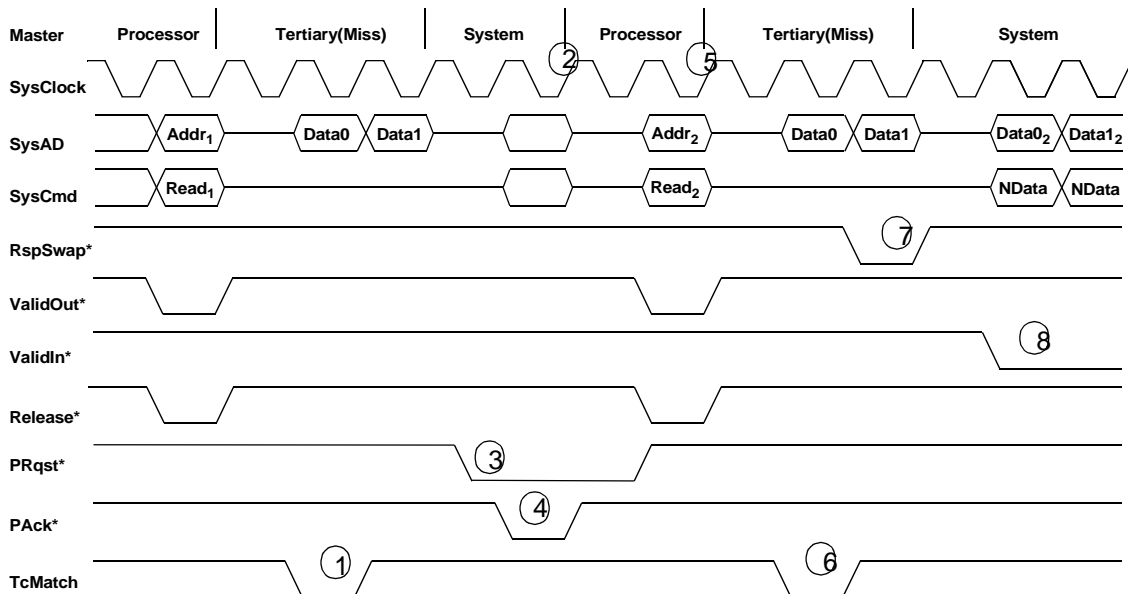 Master Processor Tertiary(Miss) System Processor Tertiary(Miss) System
2 5
SysClock
SysAD Addr1 Data0 Data1 Addr2 Data0 Data1 Data02 Data12
SysCmd Read1 Read2 NData NData
RspSwap* 7
ValidOut*
ValidIn* 8
Release*
PRqst* 3
PAck* 4
TcMatch 1 6